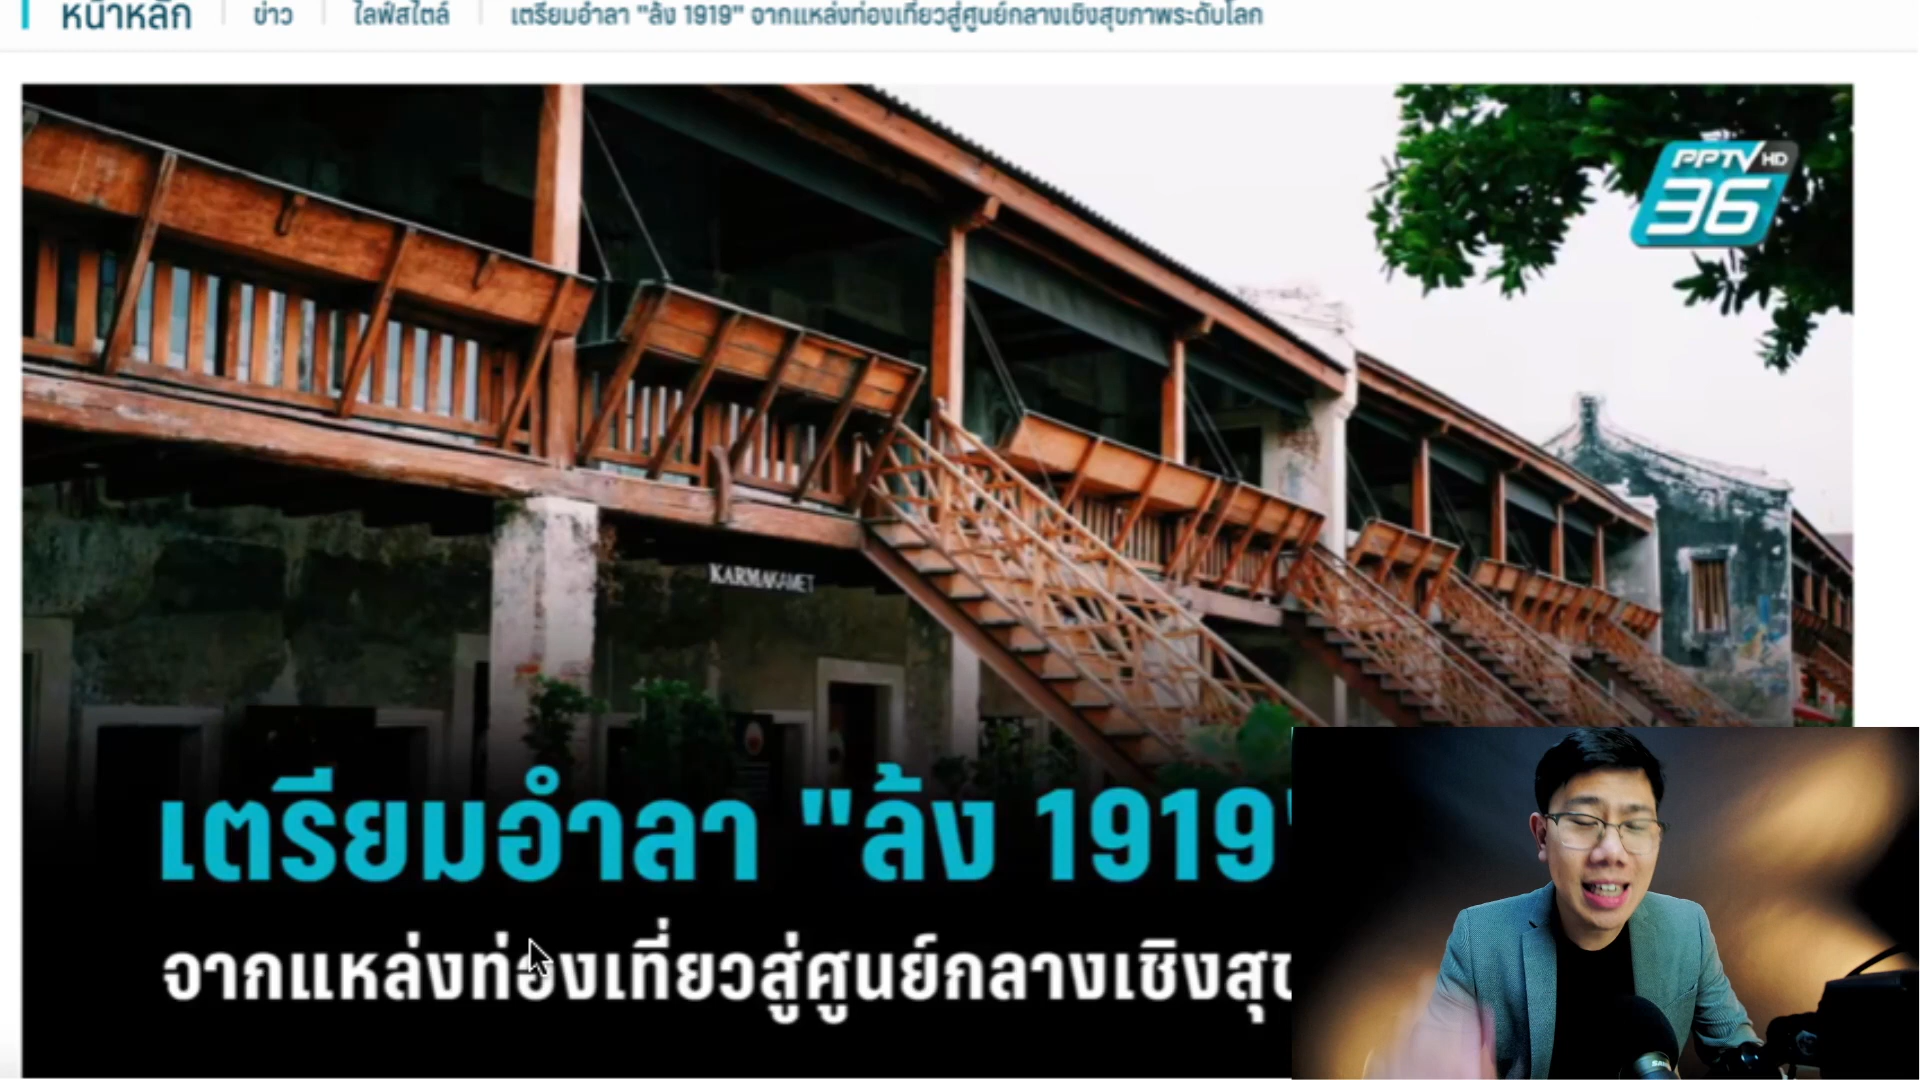 หน้าหลัก ข่าว ไลฟ์สไตล์ เตรียมอำลา "ล้ง 1919" จากแหล่งท่องเที่ยวสู่ศูนย์กลางเชิงสุขภาพระดับโลก
PPTV HD
36
KARMAKAMET
เตรียมอำลา "ล้ง 1919"
จากแหล่งท่องเที่ยวสู่ศูนย์กลางเชิงสุข